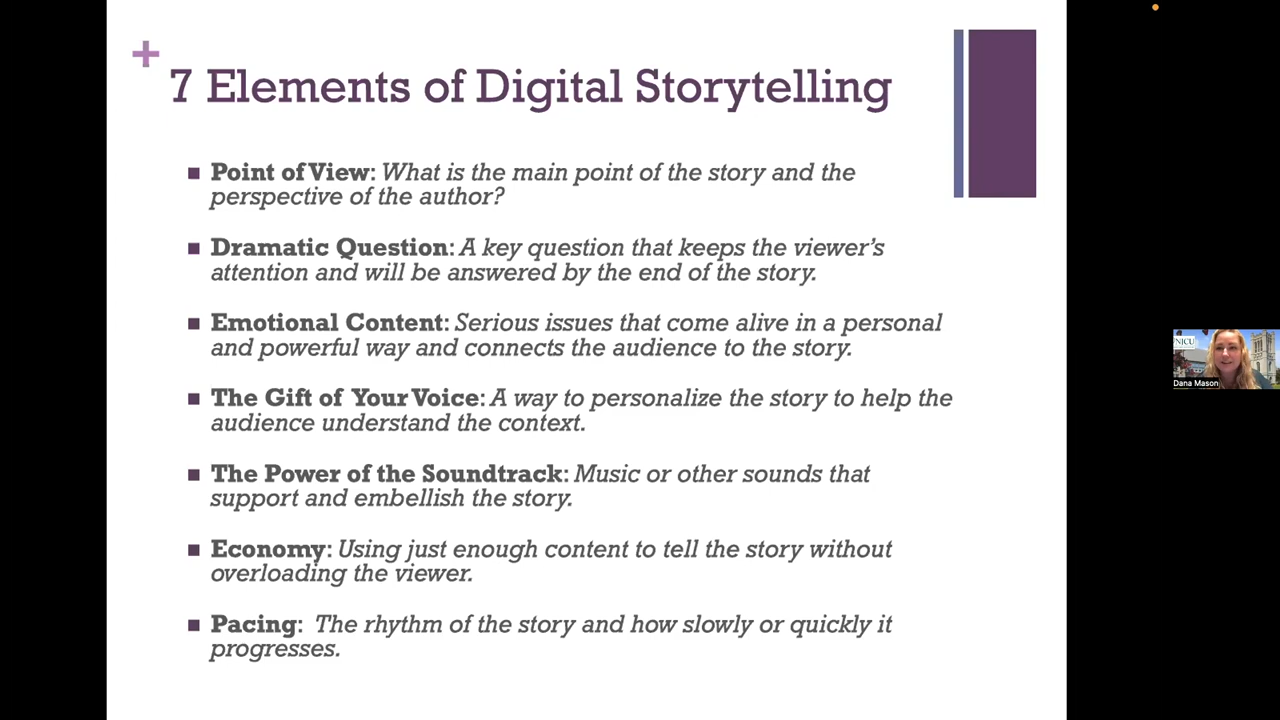 +
7 Elements of Digital Storytelling
Point of View: What is the main point of the story and the
perspective of the author?
Dramatic Question: A key question that keeps the viewer's
attention and will be answered by the end of the story.
Emotional Content: Serious issues that come alive in a personal
and powerful way and connects the audience to the story.
The Gift of Your Voice: A way to personalize the story to help the
audience understand the context.
The Power of the Soundtrack: Music or other sounds that
support and embellish the story.
Economy: Using just enough content to tell the story without
overloading the viewer.
Pacing: The rhythm of the story and how slowly or quickly it
progresses.
NJCU
Dana Mason